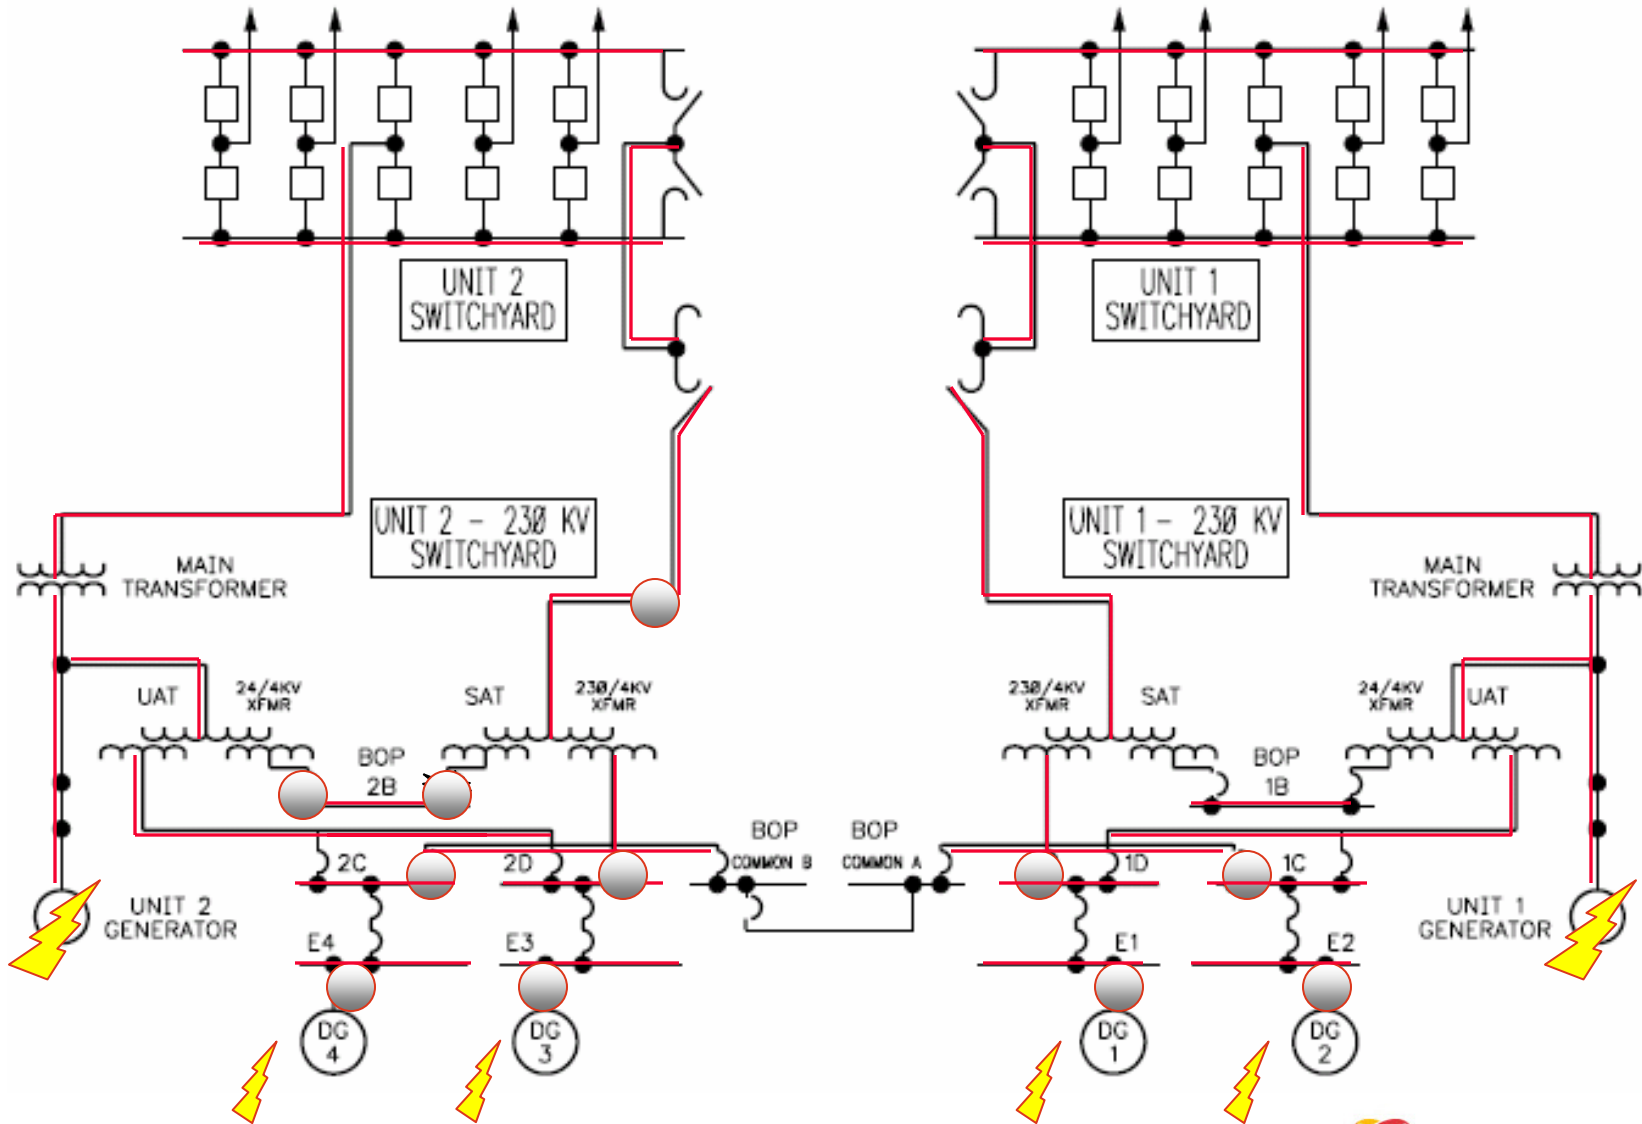 UNIT 2
SWITCHYARD
UNIT 1
SWITCHYARD
UNIT 2 - 230 KV
SWITCHYARD
UNIT 1 - 230 KV
SWITCHYARD
MAIN
TRANSFORMER
MAIN
TRANSFORMER
UAT
24/4KV
XFMR
SAT
230/4KV
XFMR
230/4KV
XFMR
SAT
24/4KV
XFMR
UAT
BOP
2B
BOP
1B
BOP
COMMON B
BOP
COMMON A
2C
2D
1D
1C
UNIT 2
GENERATOR
UNIT 1
GENERATOR
E4
E3
E1
E2
DG
4
DG
3
DG
1
DG
2